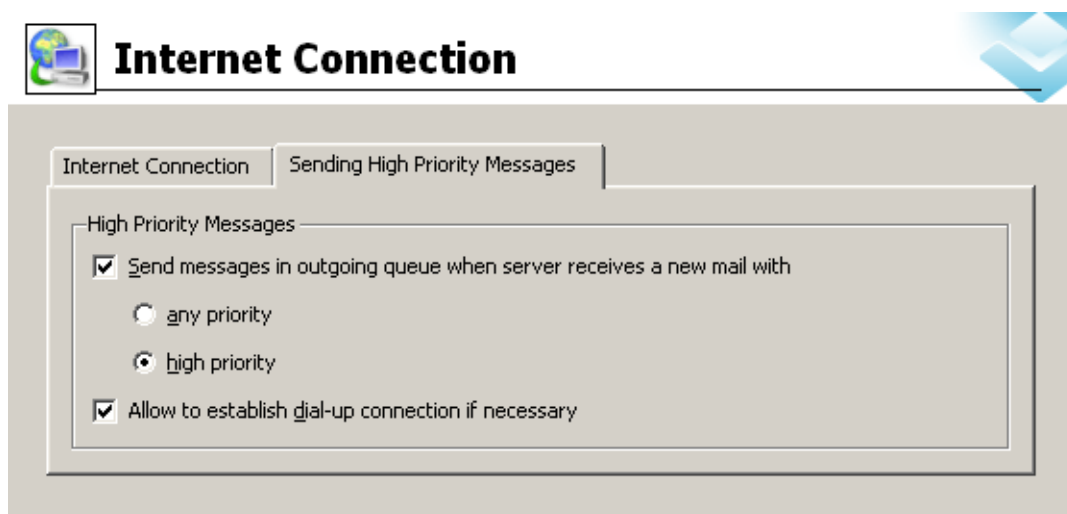 Internet Connection
Internet Connection
Sending High Priority Messages
High Priority Messages
Send messages in outgoing queue when server receives a new mail with
any priority
high priority
Allow to establish dial-up connection if necessary